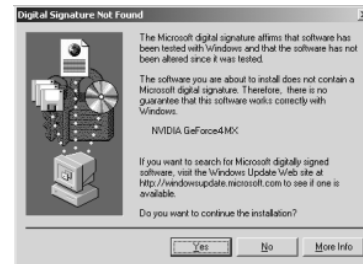 Digital Signature Not Found
The Microsoft digital signature affirms that software has
been tested with Windows and that the software has not
been altered since it was tested.
The software you are about to install does not contain a
Microsoft digital signature. Therefore, there is no
guarantee that this software works correctly with
Windows.
NVIDIA GeForce4 MX
If you want to search for Microsoft digitally signed
software, visit the Windows Update Web site at
http://windowsupdate.microsoft.com to see if one is
available.
Do you want to continue the installation?
Yes No More Info